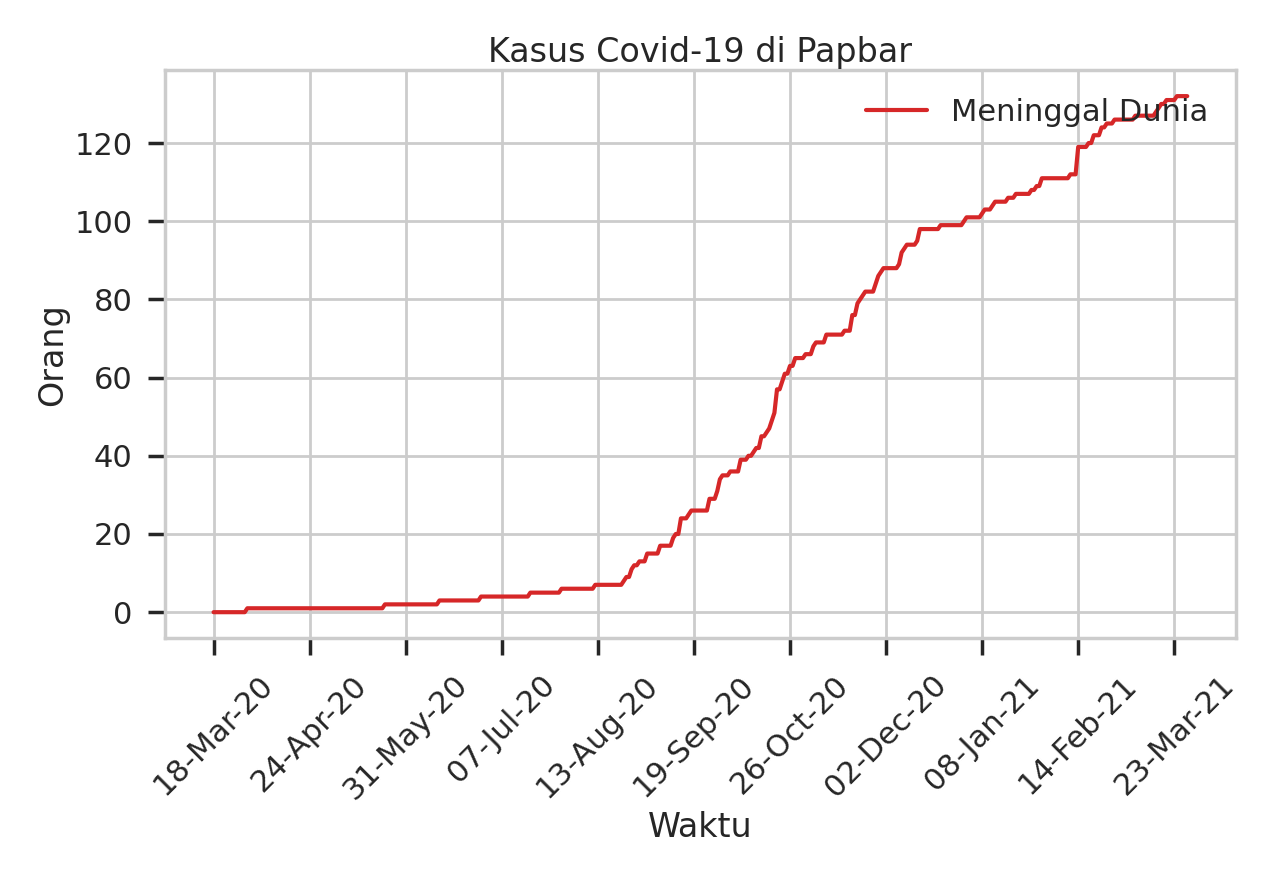 Kasus Covid-19 di Papbar
Meninggal Dunia
Orang
120
100
80
60
40
20
0
18-Mar-20
24-Apr-20
31-May-20
07-Jul-20
13-Aug-20
19-Sep-20
26-Oct-20
02-Dec-20
08-Jan-21
14-Feb-21
23-Mar-21
Waktu